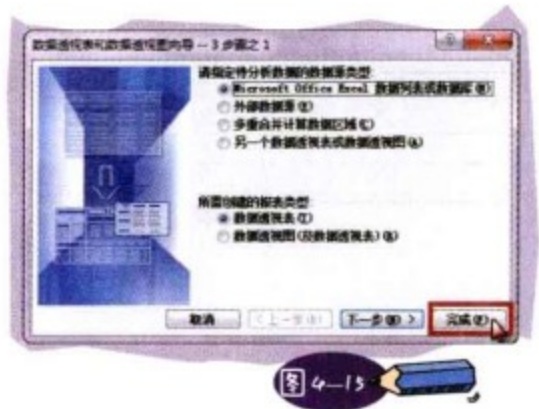 数据透视表和数据透视图向导 -- 3 步骤之 1
请指定待分析数据的数据源类型:
Microsoft Office Excel 数据列表或数据库(M)
外部数据源(E)
多重合并计算数据区域(C)
另一个数据透视表或数据透视图(A)
所需创建的报表类型:
数据透视表(T)
数据透视图(及数据透视表)(R)
取消 <上一步(B) 下一步(N) > 完成(F)
图 4—15